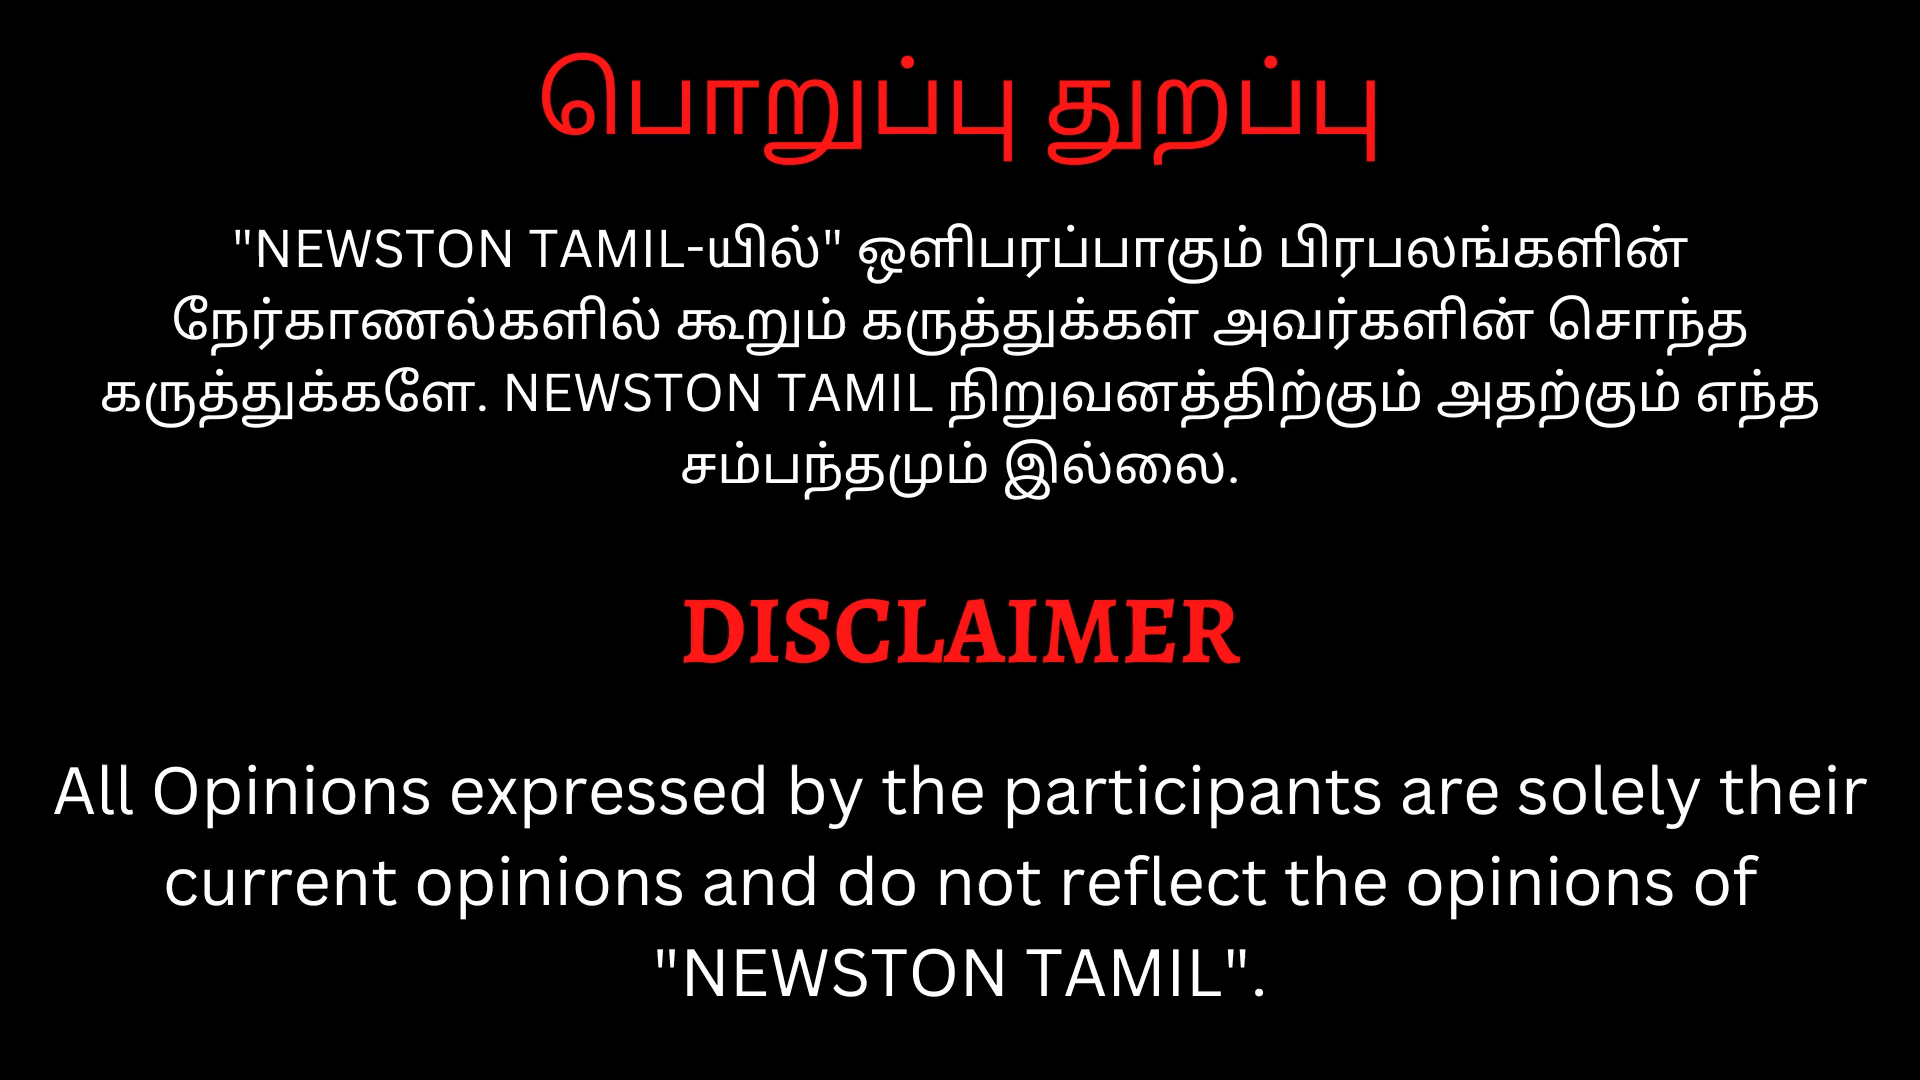 பொறுப்பு துறப்பு
"NEWSTON TAMIL-யில்" ஒளிபரப்பாகும் பிரபலங்களின்
நேர்காணல்களில் கூறும் கருத்துக்கள் அவர்களின் சொந்த
கருத்துக்களே. NEWSTON TAMIL நிறுவனத்திற்கும் அதற்கும் எந்த
சம்பந்தமும் இல்லை.
DISCLAIMER
All Opinions expressed by the participants are solely their
current opinions and do not reflect the opinions of
"NEWSTON TAMIL".